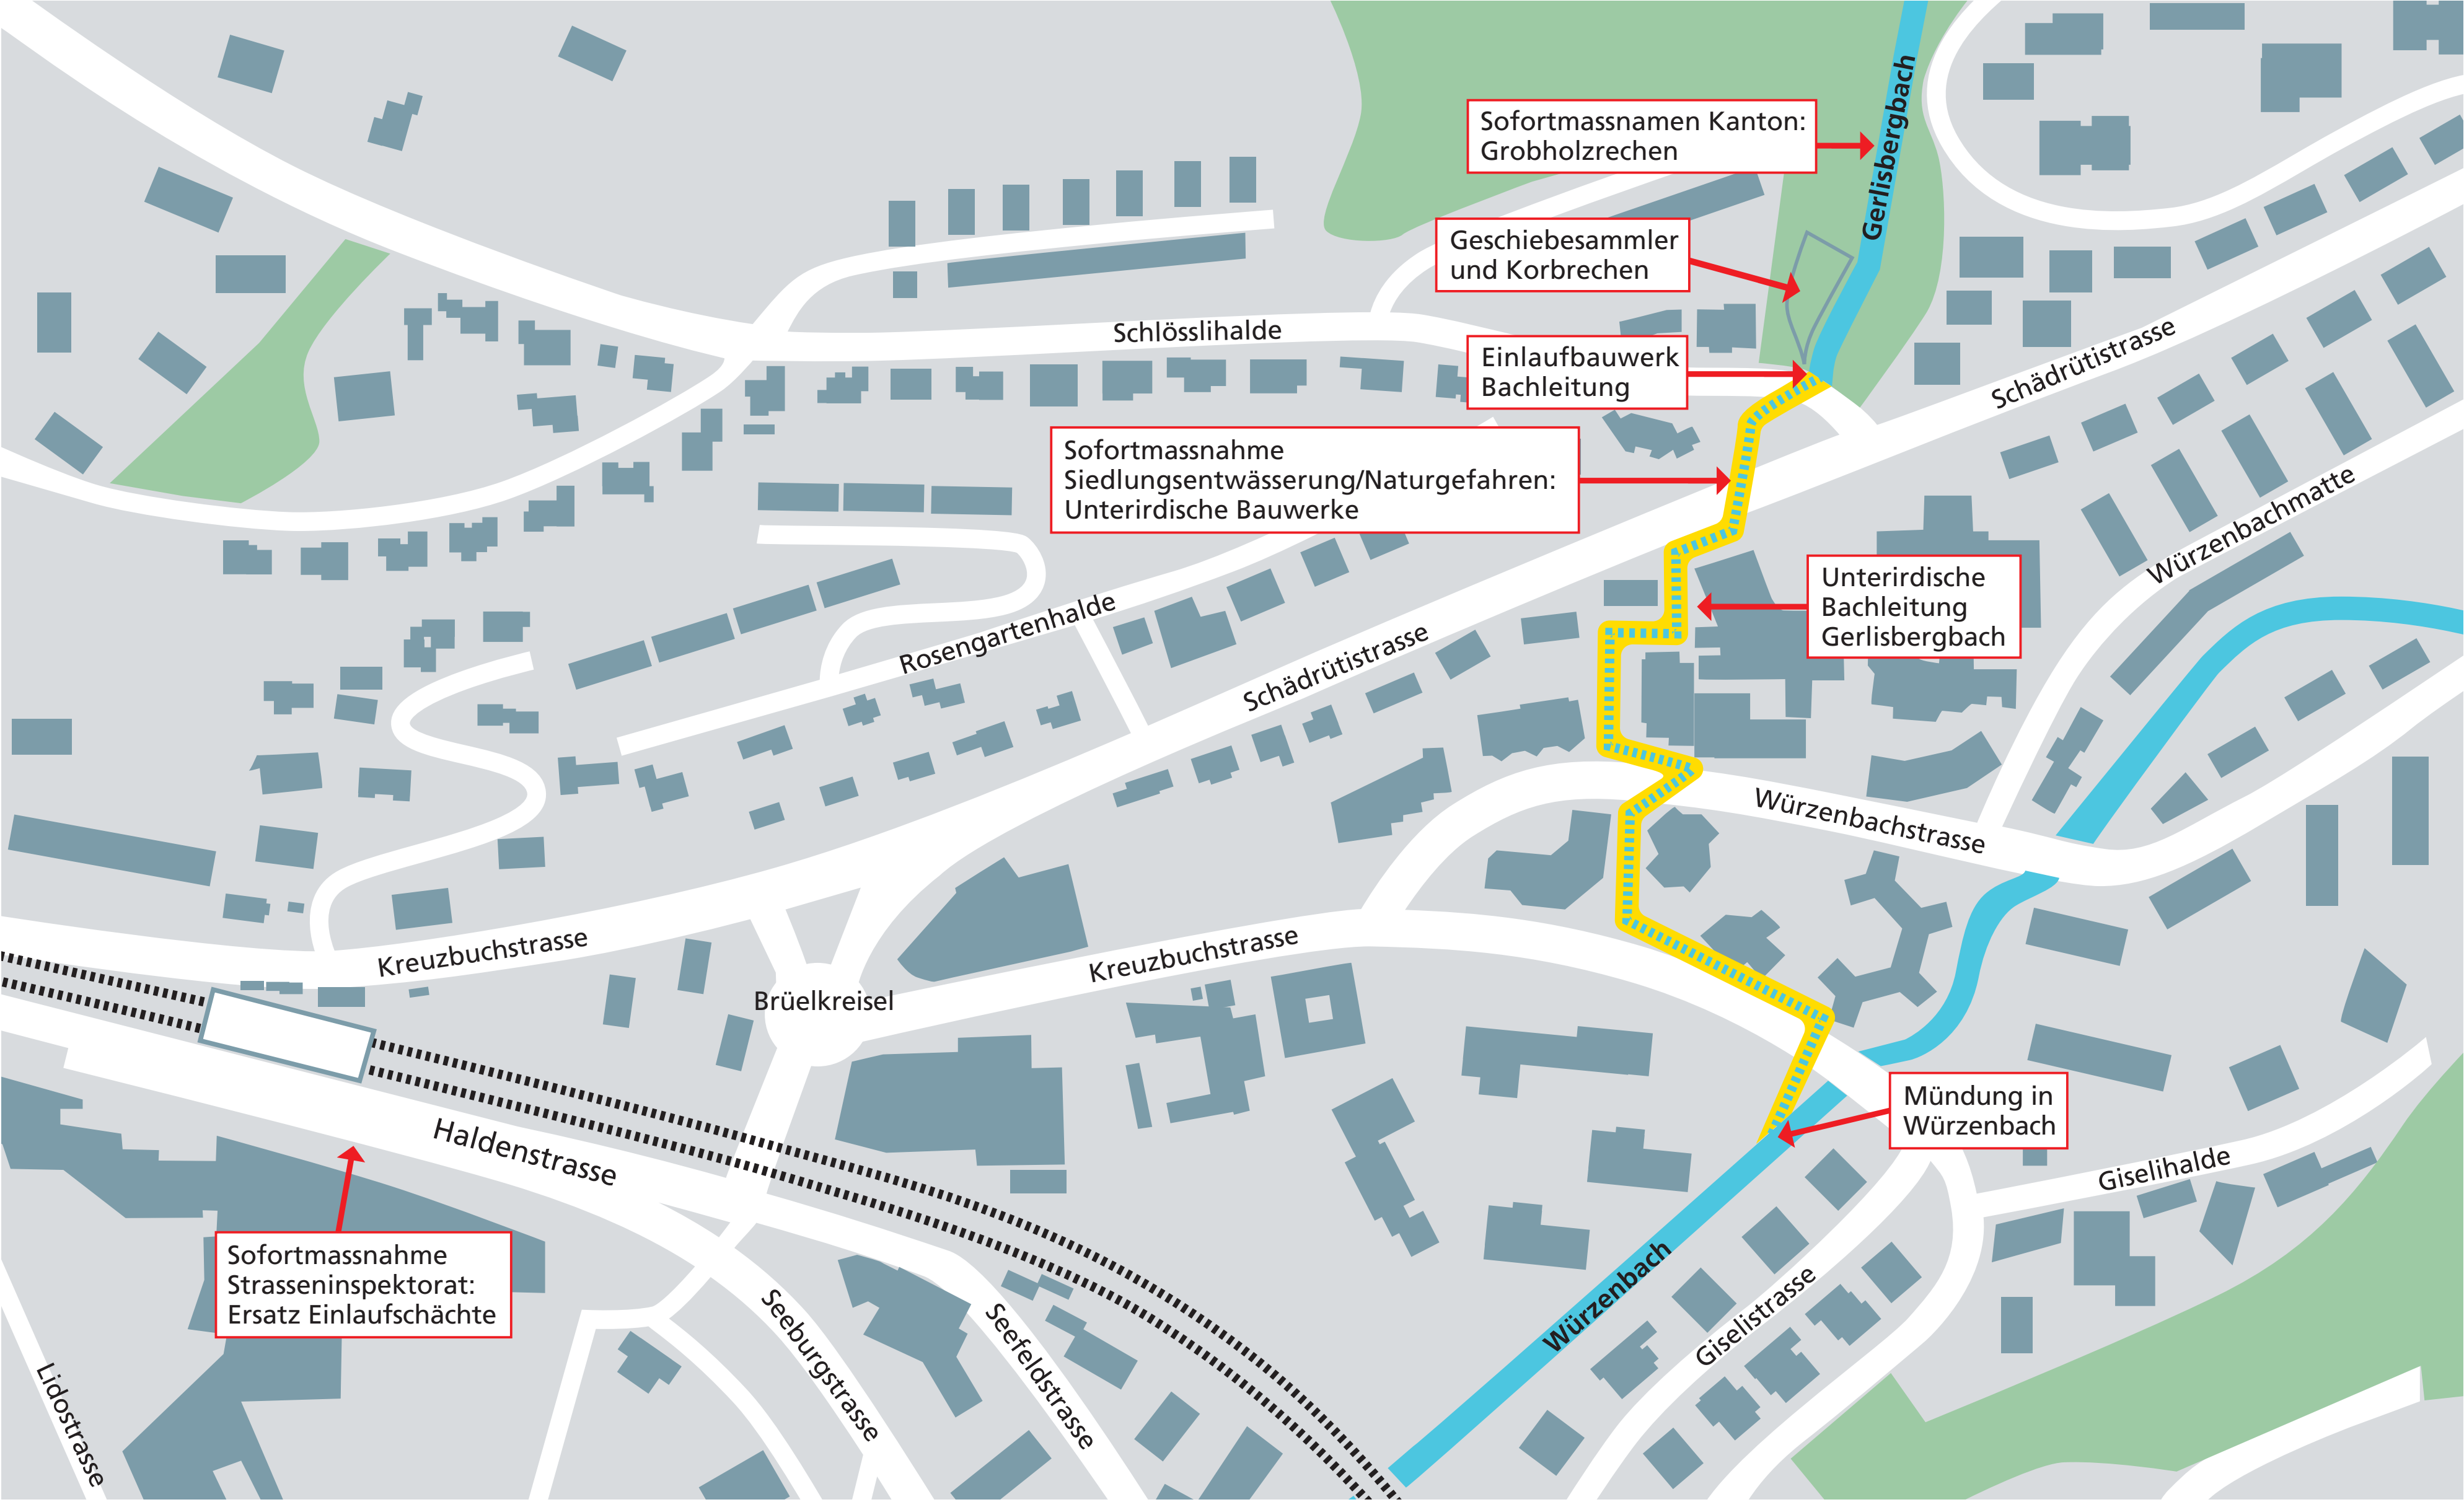 Gerlisbergbach
Sofortmassnamen Kanton:
Grobholzrechen
Geschiebesammler
und Korbrechen
Schlösslihalde
Einlaufbauwerk
Bachleitung
Schädrütistrasse
Sofortmassnahme
Siedlungsentwässerung/Naturgefahren:
Unterirdische Bauwerke
Würzenbachmatte
Unterirdische
Bachleitung
Gerlisbergbach
Rosengartenhalde
Schädrütistrasse
Würzenbachstrasse
Kreuzbuchstrasse
Kreuzbuchstrasse
Brüelkreisel
Mündung in
Würzenbach
Haldenstrasse
Giselihalde
Sofortmassnahme
Strasseninspektorat:
Ersatz Einlaufschächte
Würzenbach
Giselistrasse
Seeburgstrasse
Seefeldstrasse
Lidostrasse